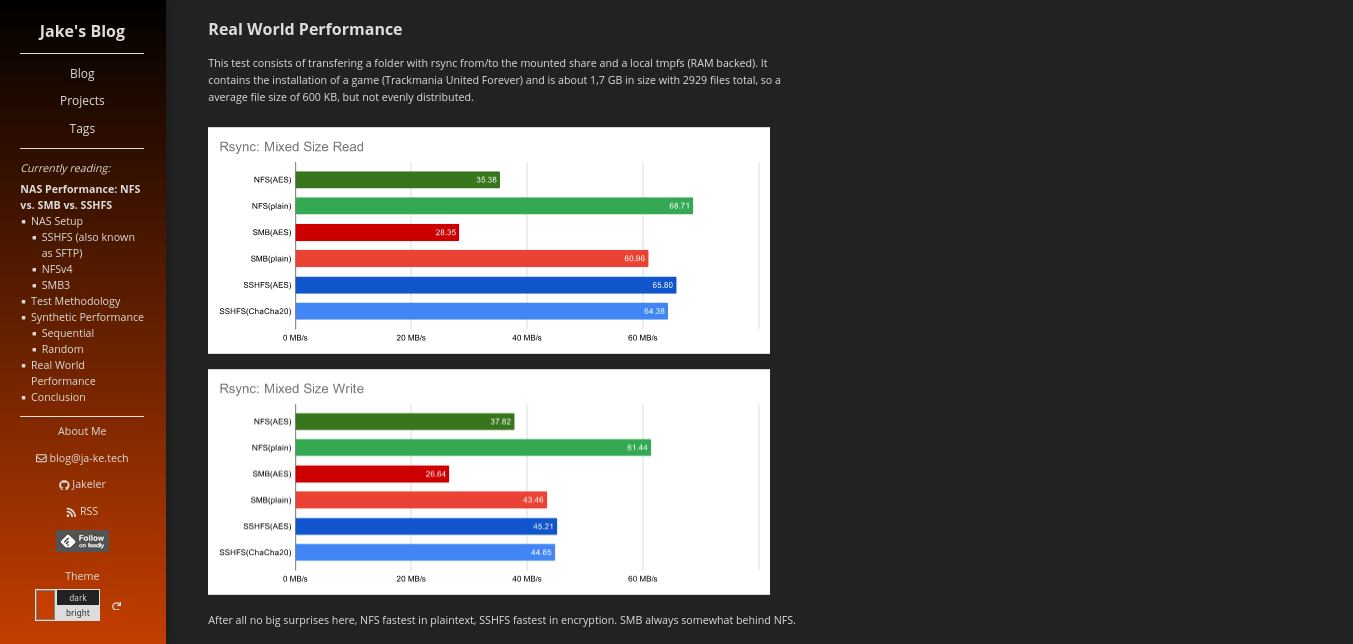 Jake's Blog
Blog
Projects
Tags
Currently reading:
NAS Performance: NFS
vs. SMB vs. SSHFS
NAS Setup
SSHFS (also known
as SFTP)
NFSv4
SMB3
Test Methodology
Synthetic Performance
Sequential
Random
Real World
Performance
Conclusion
About Me
blog@ja-ke.tech
Jakeler
RSS
Follow
on feedly
Theme
dark
bright
Real World Performance
This test consists of transfering a folder with rsync from/to the mounted share and a local tmpfs (RAM backed). It
contains the installation of a game (Trackmania United Forever) and is about 1,7 GB in size with 2929 files total, so a
average file size of 600 KB, but not evenly distributed.
Rsync: Mixed Size Read
NFS(AES) 35.38
NFS(plain) 68.71
SMB(AES) 28.35
SMB(plain) 60.96
SSHFS(AES) 65.80
SSHFS(ChaCha20) 64.38
0 MB/s 20 MB/s 40 MB/s 60 MB/s
Rsync: Mixed Size Write
NFS(AES) 37.82
NFS(plain) 61.44
SMB(AES) 26.64
SMB(plain) 43.46
SSHFS(AES) 45.21
SSHFS(ChaCha20) 44.85
0 MB/s 20 MB/s 40 MB/s 60 MB/s
After all no big surprises here, NFS fastest in plaintext, SSHFS fastest in encryption. SMB always somewhat behind NFS.